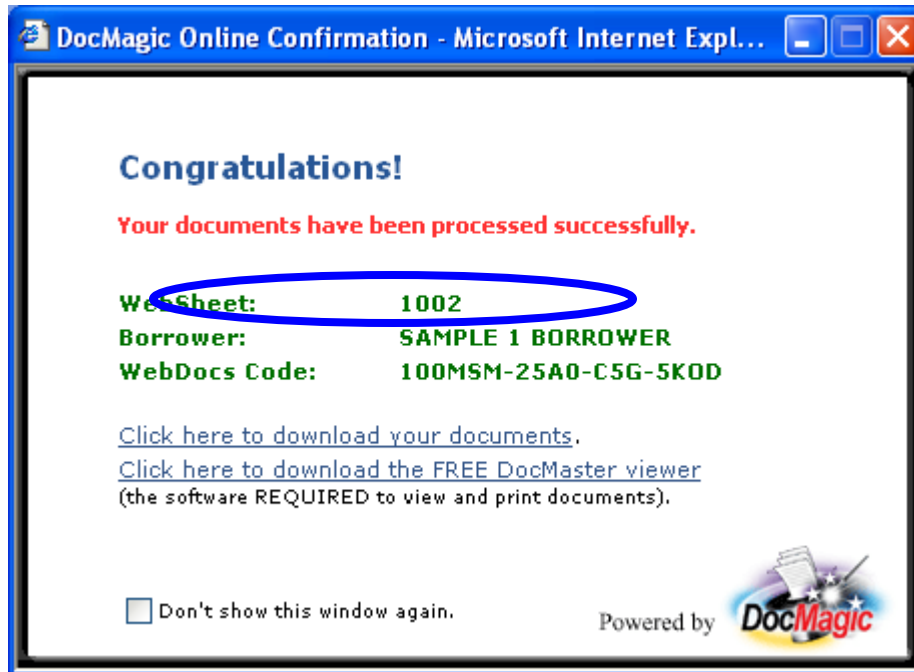 DocMagic Online Confirmation - Microsoft Internet Expl...
Congratulations!
Your documents have been processed successfully.
WebSheet: 1002
Borrower: SAMPLE 1 BORROWER
WebDocs Code: 100MSM-25A0-C5G-5KOD
Click here to download your documents.
Click here to download the FREE DocMaster viewer
(the software REQUIRED to view and print documents).
Don't show this window again.
Powered by DocMagic